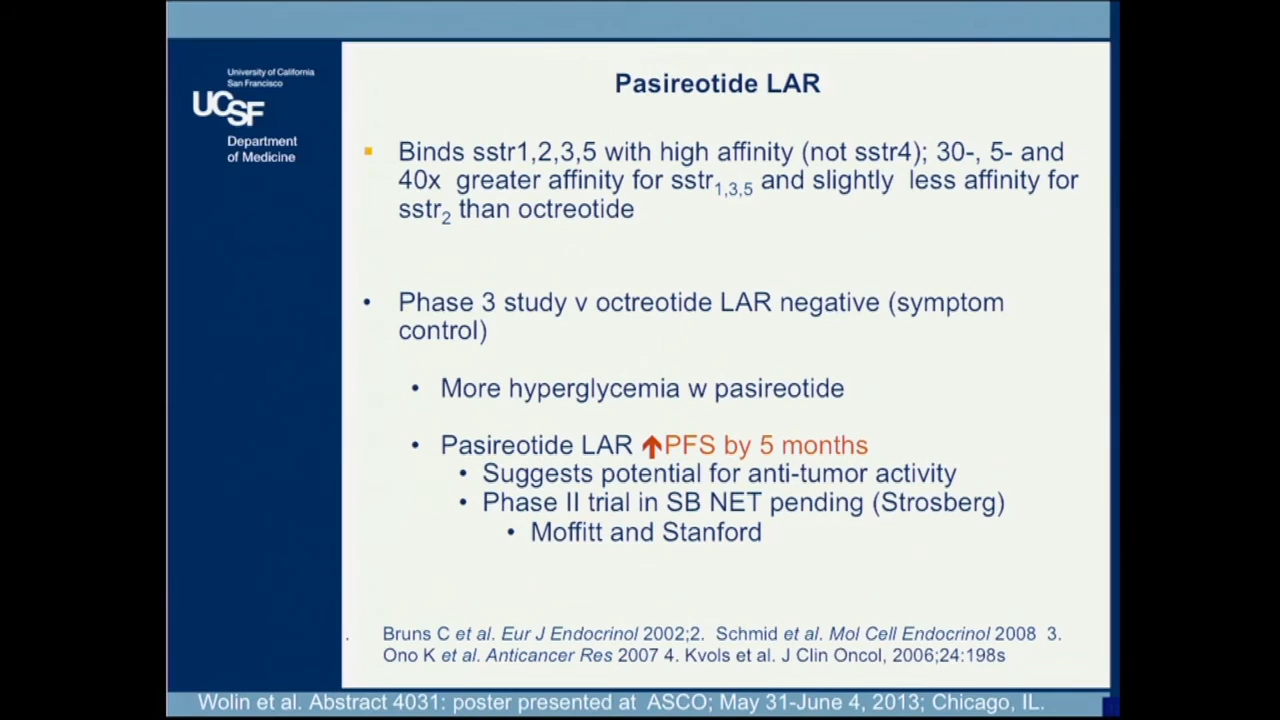 University of California
San Francisco
UCSF
Department
of Medicine
Pasireotide LAR
Binds sstr1,2,3,5 with high affinity (not sstr4); 30-, 5- and
40x greater affinity for sstr1,3,5 and slightly less affinity for
sstr2 than octreotide
• Phase 3 study v octreotide LAR negative (symptom
control)
• More hyperglycemia w pasireotide
• Pasireotide LAR ↑PFS by 5 months
• Suggests potential for anti-tumor activity
• Phase II trial in SB NET pending (Strosberg)
• Moffitt and Stanford
. Bruns C et al. Eur J Endocrinol 2002;2. Schmid et al. Mol Cell Endocrinol 2008 3.
Ono K et al. Anticancer Res 2007 4. Kvols et al. J Clin Oncol, 2006;24:198s
Wolin et al. Abstract 4031: poster presented at ASCO; May 31-June 4, 2013; Chicago, IL.